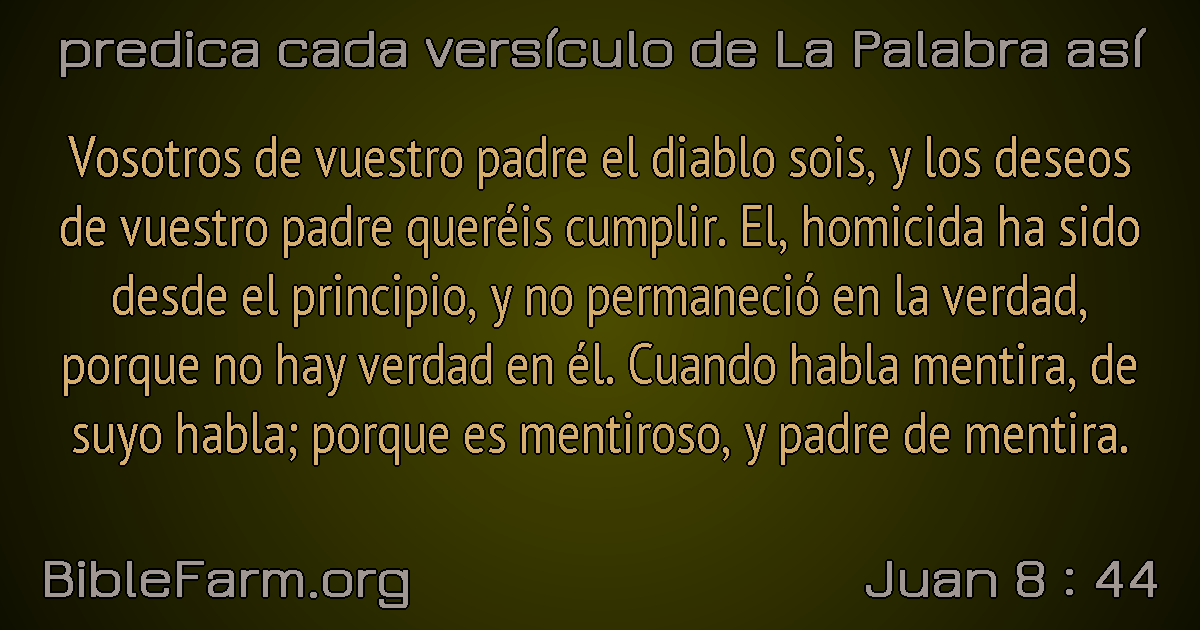 predica cada versículo de La Palabra así
Vosotros de vuestro padre el diablo sois, y los deseos
de vuestro padre queréis cumplir. El, homicida ha sido
desde el principio, y no permaneció en la verdad,
porque no hay verdad en él. Cuando habla mentira, de
suyo habla; porque es mentiroso, y padre de mentira.
BibleFarm.org
Juan 8 : 44